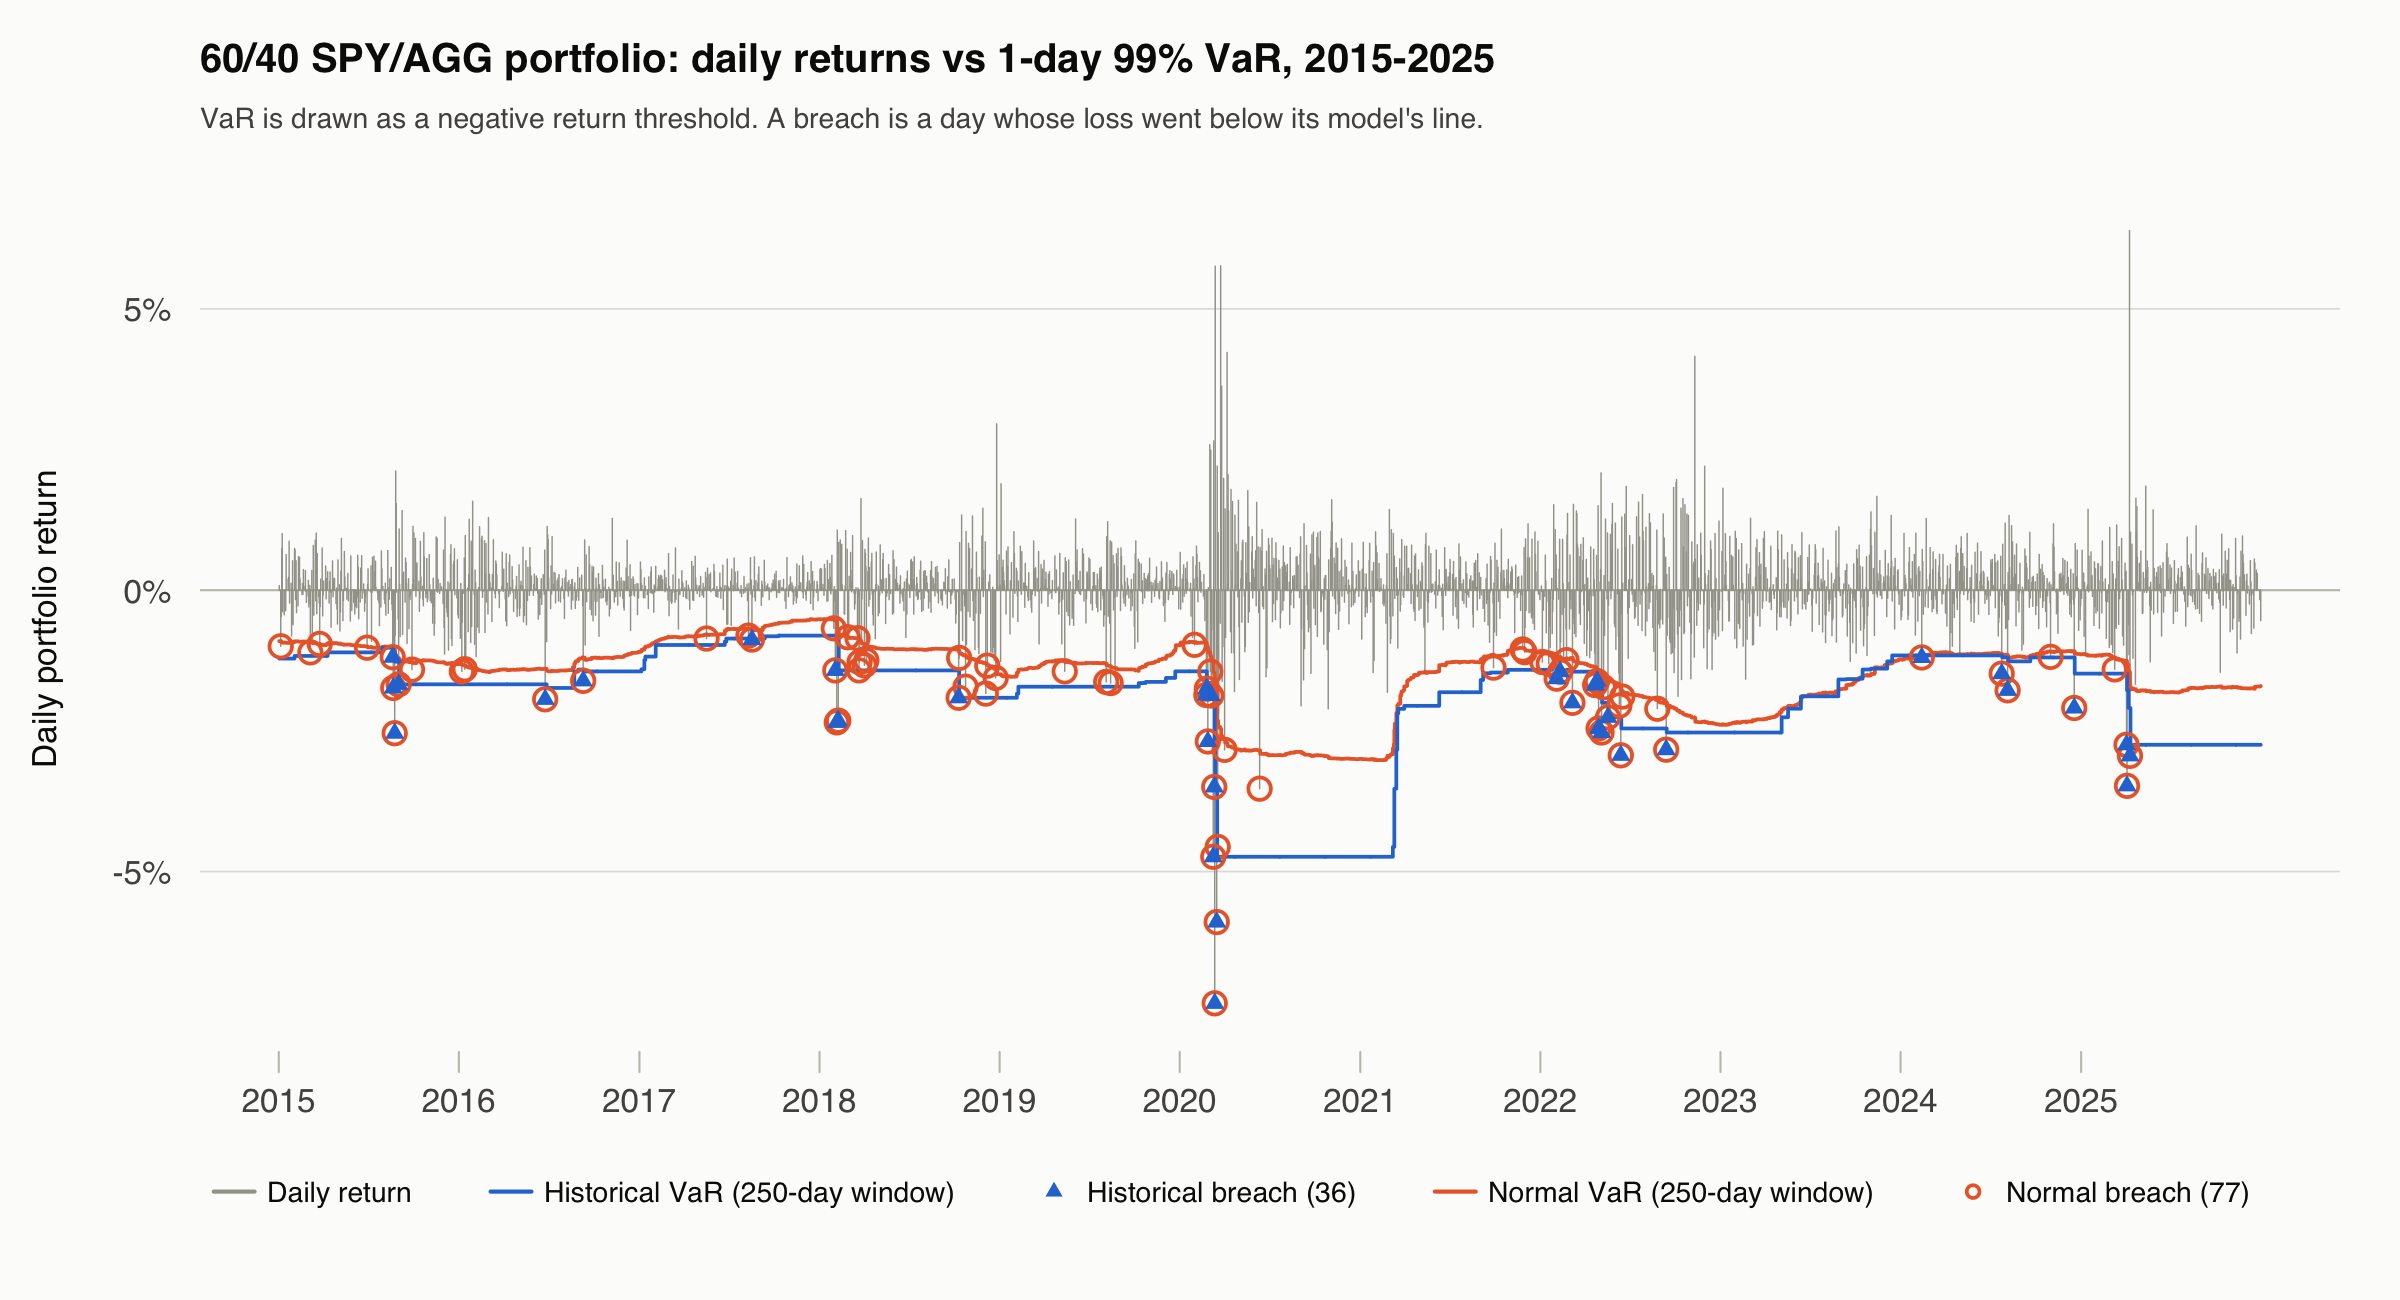 60/40 SPY/AGG portfolio: daily returns vs 1-day 99% VaR, 2015-2025
VaR is drawn as a negative return threshold. A breach is a day whose loss went below its model's line.
Daily portfolio return
5%
0%
-5%
2015 2016 2017 2018 2019 2020 2021 2022 2023 2024 2025
Daily return Historical VaR (250-day window) Historical breach (36) Normal VaR (250-day window) Normal breach (77)